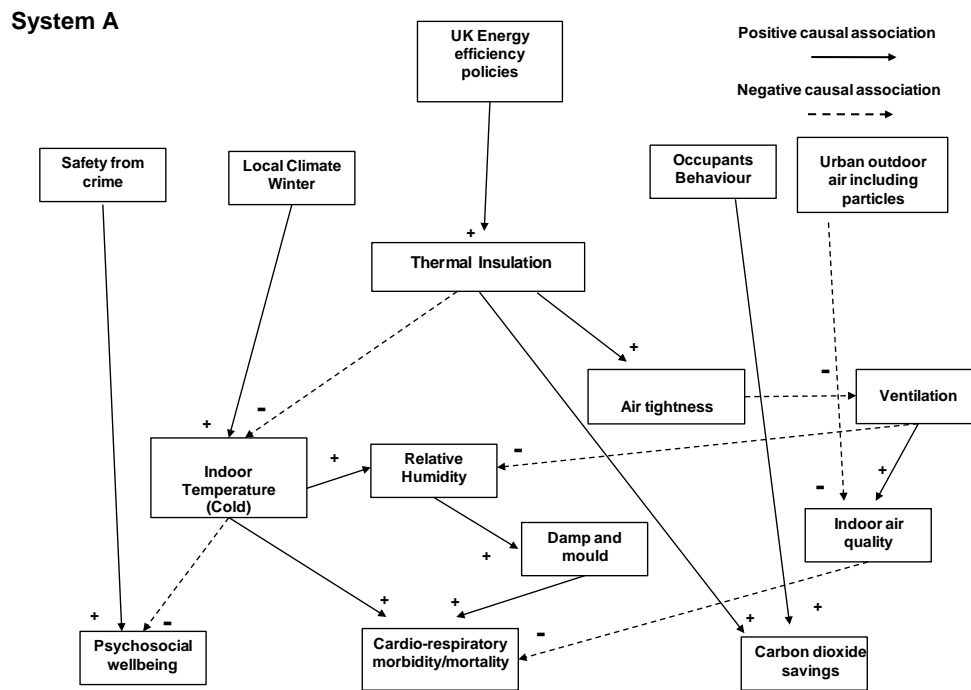 System A
UK Energy
efficiency
policies
Positive causal association
Negative causal association
Safety from
crime
Local Climate
Winter
Occupants
Behaviour
Urban outdoor
air including
particles
+
Thermal Insulation
+
Air tightness
-
Ventilation
+
-
Indoor
Temperature
(Cold)
+
Relative
Humidity
-
+
-
Indoor air
quality
+
Damp and
mould
+
-
Psychosocial
wellbeing
+
+
Cardio-respiratory
morbidity/mortality
-
+
+
Carbon dioxide
savings